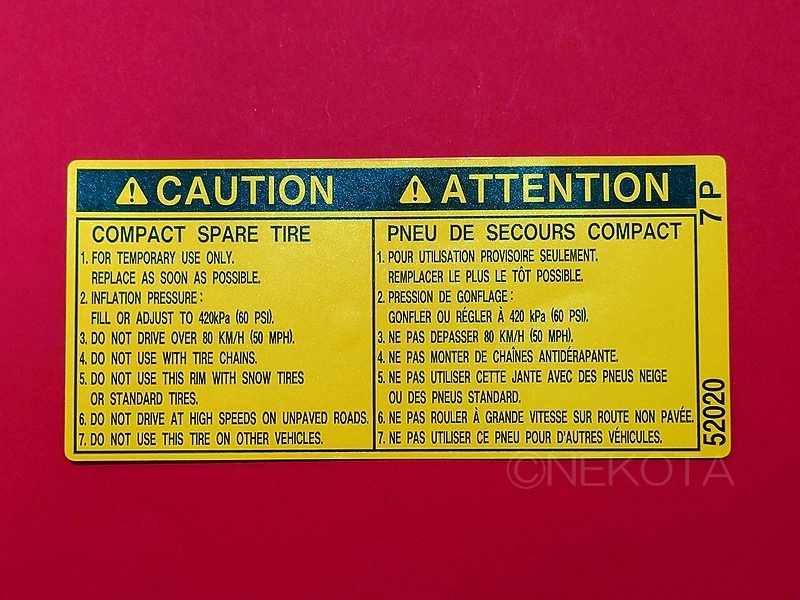 ⚠ CAUTION
COMPACT SPARE TIRE
1. FOR TEMPORARY USE ONLY.
REPLACE AS SOON AS POSSIBLE.
2. INFLATION PRESSURE:
FILL OR ADJUST TO 420kPa (60 PSI).
3. DO NOT DRIVE OVER 80 KM/H (50 MPH).
4. DO NOT USE WITH TIRE CHAINS.
5. DO NOT USE THIS RIM WITH SNOW TIRES
OR STANDARD TIRES.
6. DO NOT DRIVE AT HIGH SPEEDS ON UNPAVED ROADS.
7. DO NOT USE THIS TIRE ON OTHER VEHICLES.
⚠ ATTENTION
PNEU DE SECOURS COMPACT
1. POUR UTILISATION PROVISOIRE SEULEMENT.
REMPLACER LE PLUS LE TÔT POSSIBLE.
2. PRESSION DE GONFLAGE:
GONFLER OU RÉGLER À 420 kPa (60 PSI).
3. NE PAS DEPASSER 80 KM/H (50 MPH).
4. NE PAS MONTER DE CHAÎNES ANTIDÉRAPANTE.
5. NE PAS UTILISER CETTE JANTE AVEC DES PNEUS NEIGE
OU DES PNEUS STANDARD.
6. NE PAS ROULER À GRANDE VITESSE SUR ROUTE NON PAVÉE.
7. NE PAS UTILISER CE PNEU POUR D'AUTRES VÉHICULES.
52020 7P
©NEKOTA